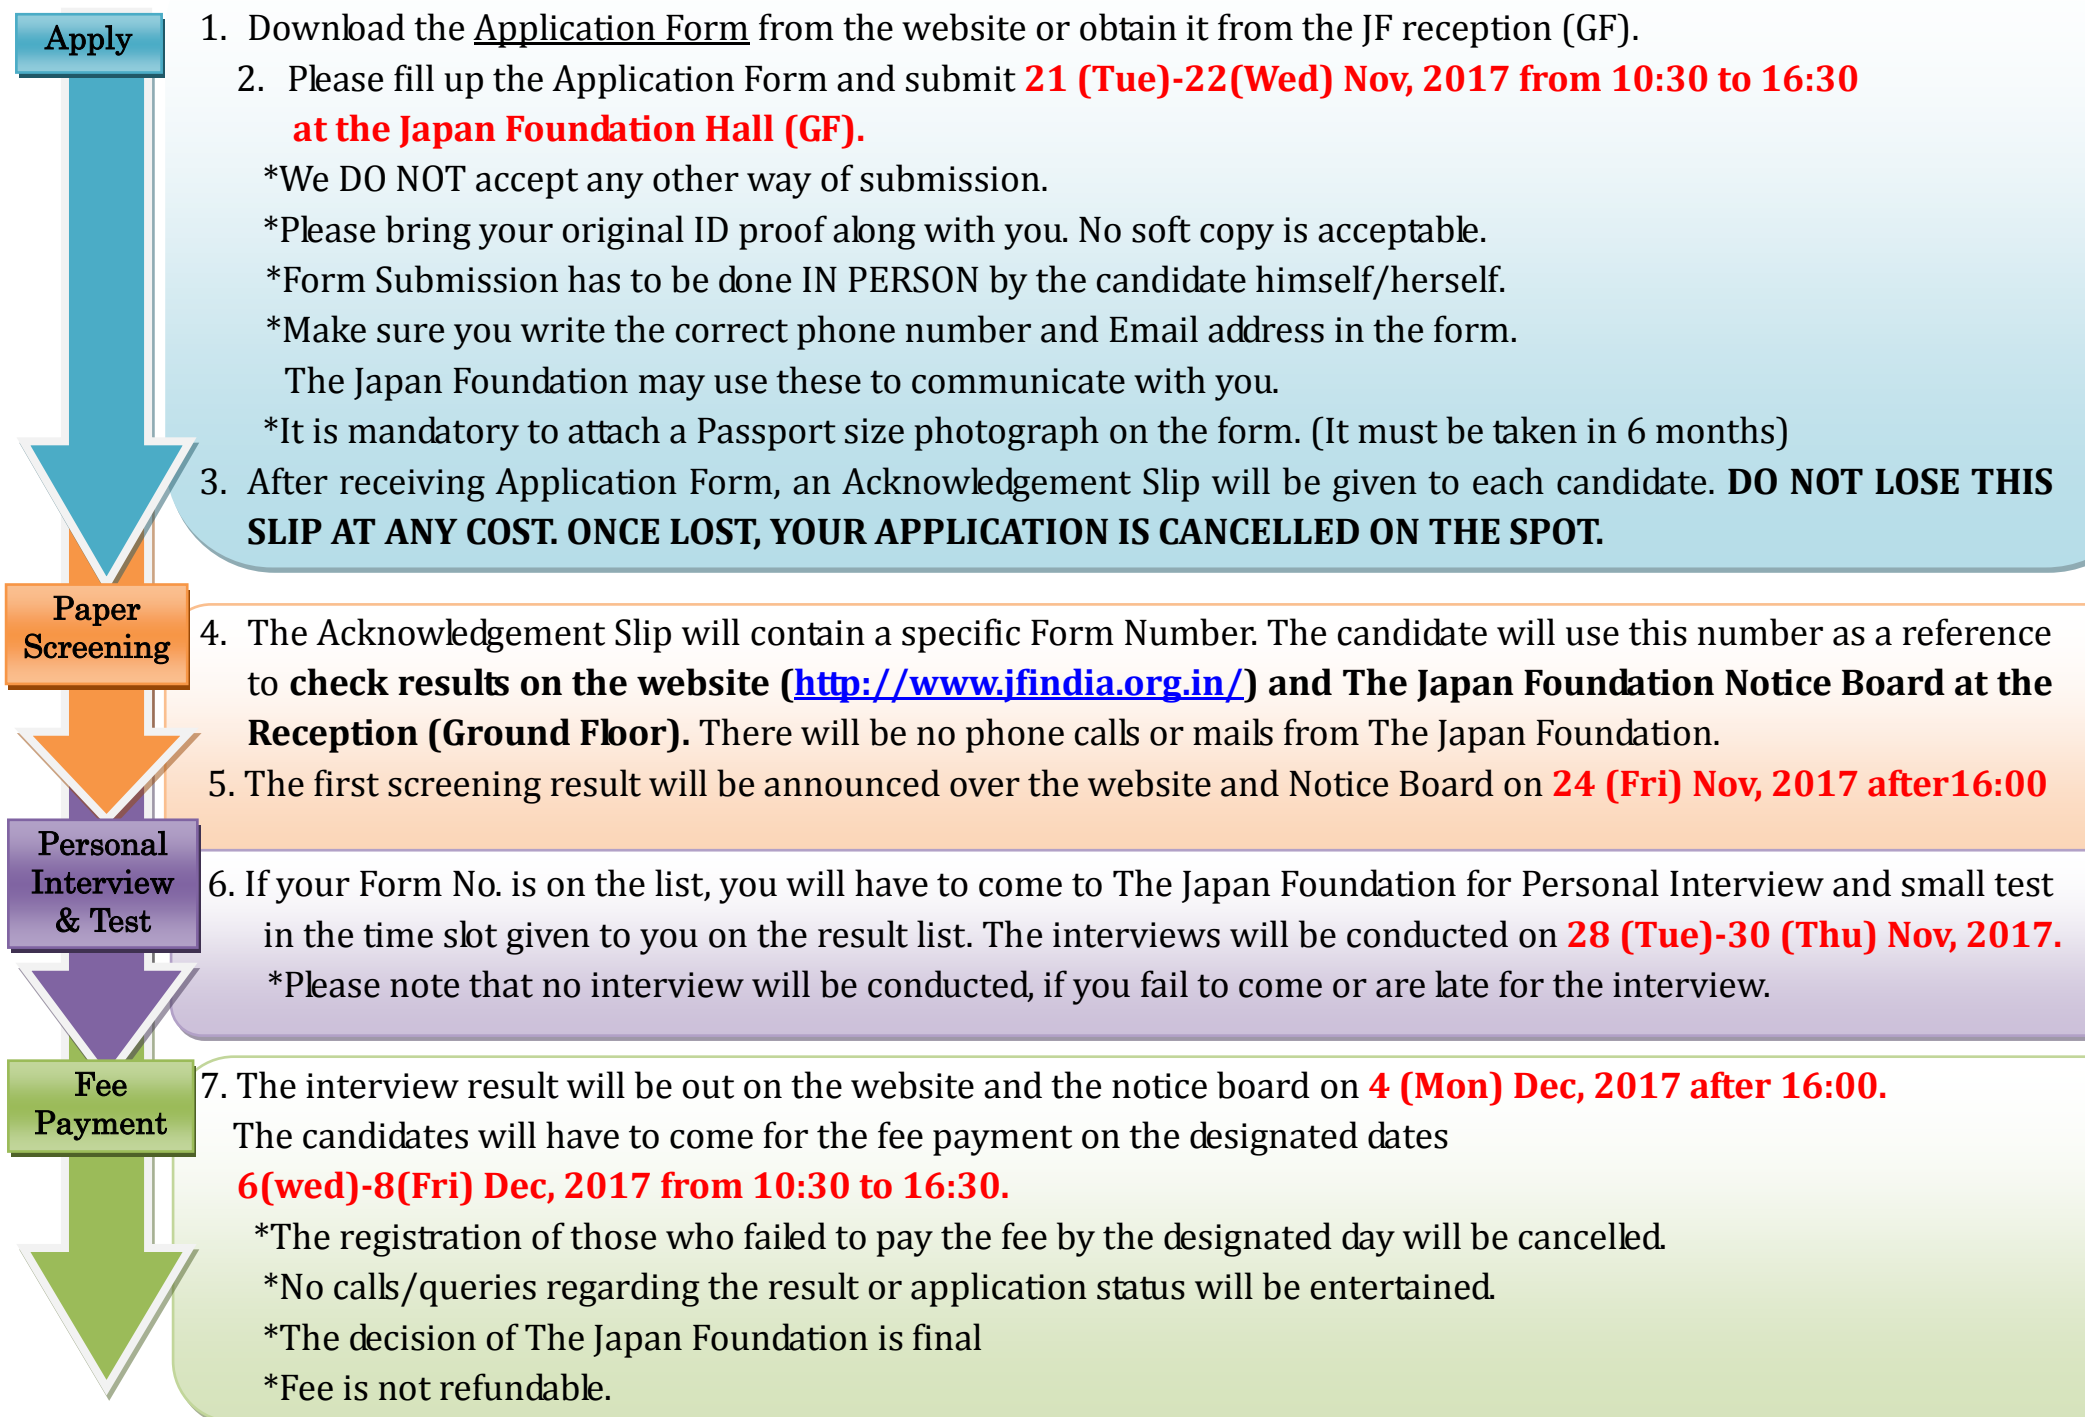 Apply
1. Download the Application Form from the website or obtain it from the JF reception (GF).
2. Please fill up the Application Form and submit 21 (Tue)-22(Wed) Nov, 2017 from 10:30 to 16:30
at the Japan Foundation Hall (GF).
*We DO NOT accept any other way of submission.
*Please bring your original ID proof along with you. No soft copy is acceptable.
*Form Submission has to be done IN PERSON by the candidate himself/herself.
*Make sure you write the correct phone number and Email address in the form.
The Japan Foundation may use these to communicate with you.
*It is mandatory to attach a Passport size photograph on the form. (It must be taken in 6 months)
3. After receiving Application Form, an Acknowledgement Slip will be given to each candidate. DO NOT LOSE THIS
SLIP AT ANY COST. ONCE LOST, YOUR APPLICATION IS CANCELLED ON THE SPOT.
Paper
Screening
4. The Acknowledgement Slip will contain a specific Form Number. The candidate will use this number as a reference
to check results on the website (http://www.jfindia.org.in/) and The Japan Foundation Notice Board at the
Reception (Ground Floor). There will be no phone calls or mails from The Japan Foundation.
5. The first screening result will be announced over the website and Notice Board on 24 (Fri) Nov, 2017 after16:00
Personal
Interview
& Test
6. If your Form No. is on the list, you will have to come to The Japan Foundation for Personal Interview and small test
in the time slot given to you on the result list. The interviews will be conducted on 28 (Tue)-30 (Thu) Nov, 2017.
*Please note that no interview will be conducted, if you fail to come or are late for the interview.
Fee
Payment
7. The interview result will be out on the website and the notice board on 4 (Mon) Dec, 2017 after 16:00.
The candidates will have to come for the fee payment on the designated dates
6(wed)-8(Fri) Dec, 2017 from 10:30 to 16:30.
*The registration of those who failed to pay the fee by the designated day will be cancelled.
*No calls/queries regarding the result or application status will be entertained.
*The decision of The Japan Foundation is final
*Fee is not refundable.